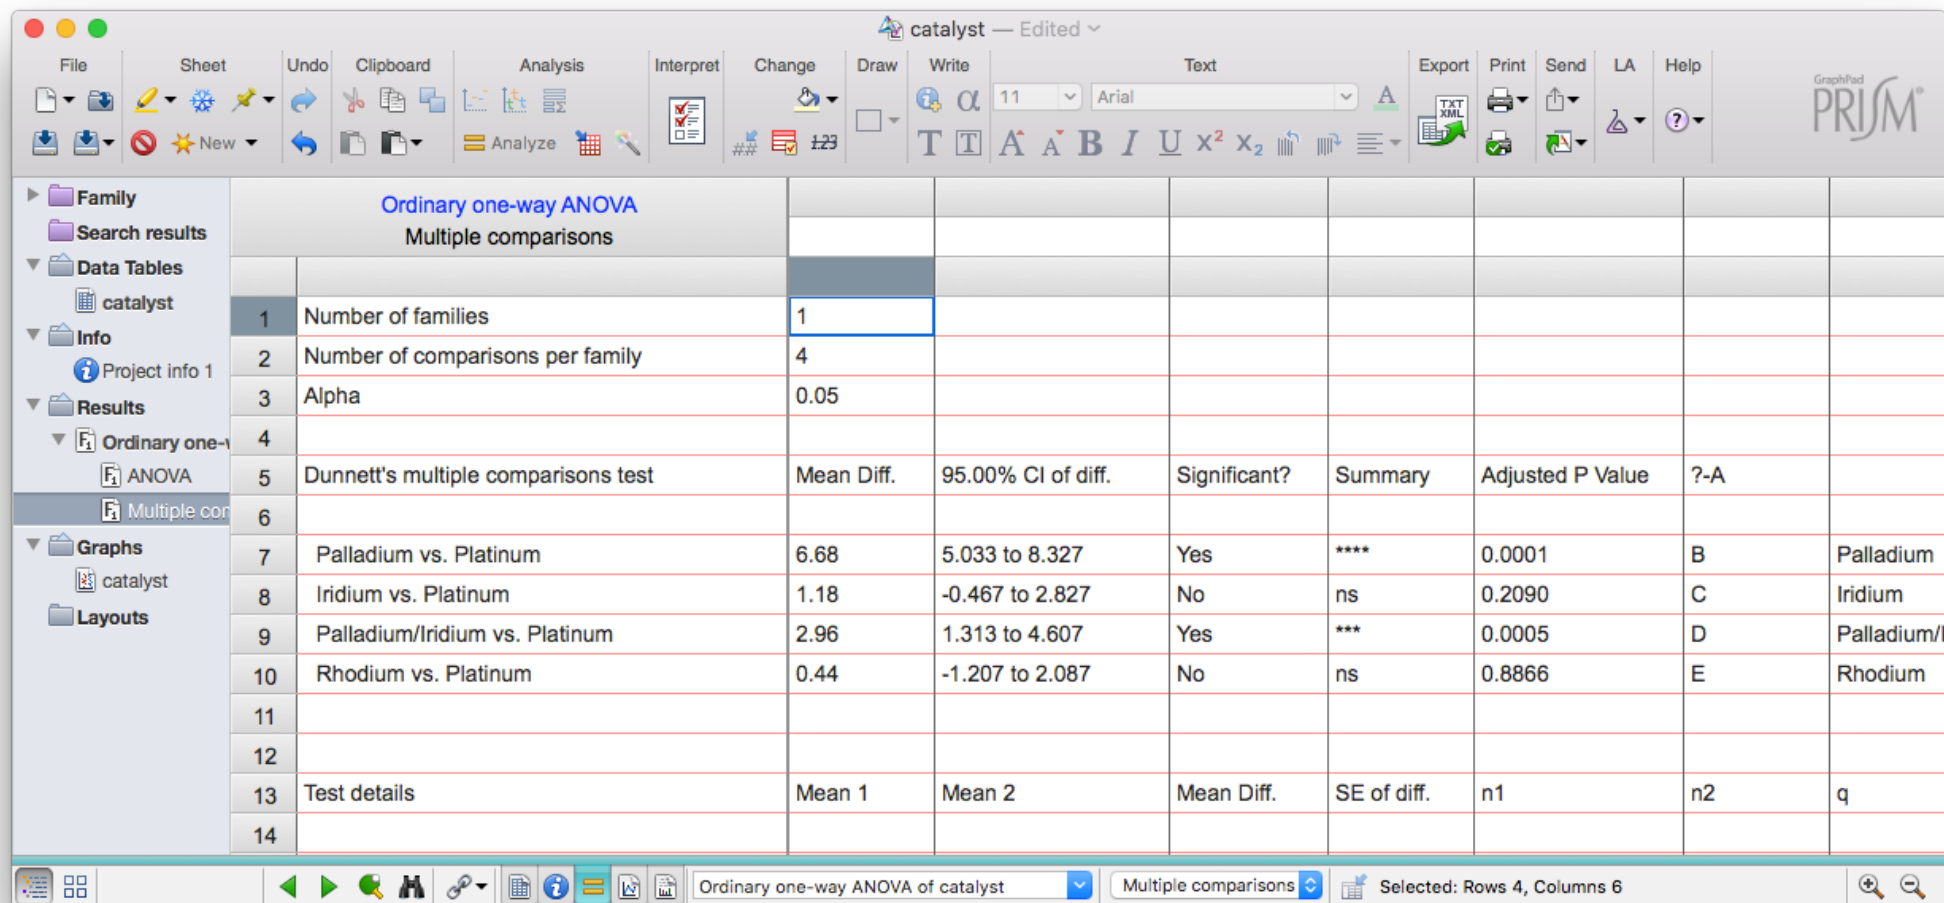 catalyst — Edited
File Sheet Undo Clipboard Analysis Interpret Change Draw Write Text Export Print Send LA Help
11 Arial A TXT XML
GraphPad PRISM
New Analyze ## 123 α T T A A B I U X² X₂
Family
Search results
Data Tables
catalyst
Info
Project info 1
Results
Ordinary one-
ANOVA
Multiple con
Graphs
catalyst
Layouts
Ordinary one-way ANOVA
Multiple comparisons
1 Number of families 1
2 Number of comparisons per family 4
3 Alpha 0.05
4
5 Dunnett's multiple comparisons test Mean Diff. 95.00% CI of diff. Significant? Summary Adjusted P Value ?-A
6
7 Palladium vs. Platinum 6.68 5.033 to 8.327 Yes **** 0.0001 B Palladium
8 Iridium vs. Platinum 1.18 -0.467 to 2.827 No ns 0.2090 C Iridium
9 Palladium/Iridium vs. Platinum 2.96 1.313 to 4.607 Yes *** 0.0005 D Palladium/I
10 Rhodium vs. Platinum 0.44 -1.207 to 2.087 No ns 0.8866 E Rhodium
11
12
13 Test details Mean 1 Mean 2 Mean Diff. SE of diff. n1 n2 q
14
Ordinary one-way ANOVA of catalyst Multiple comparisons Selected: Rows 4, Columns 6